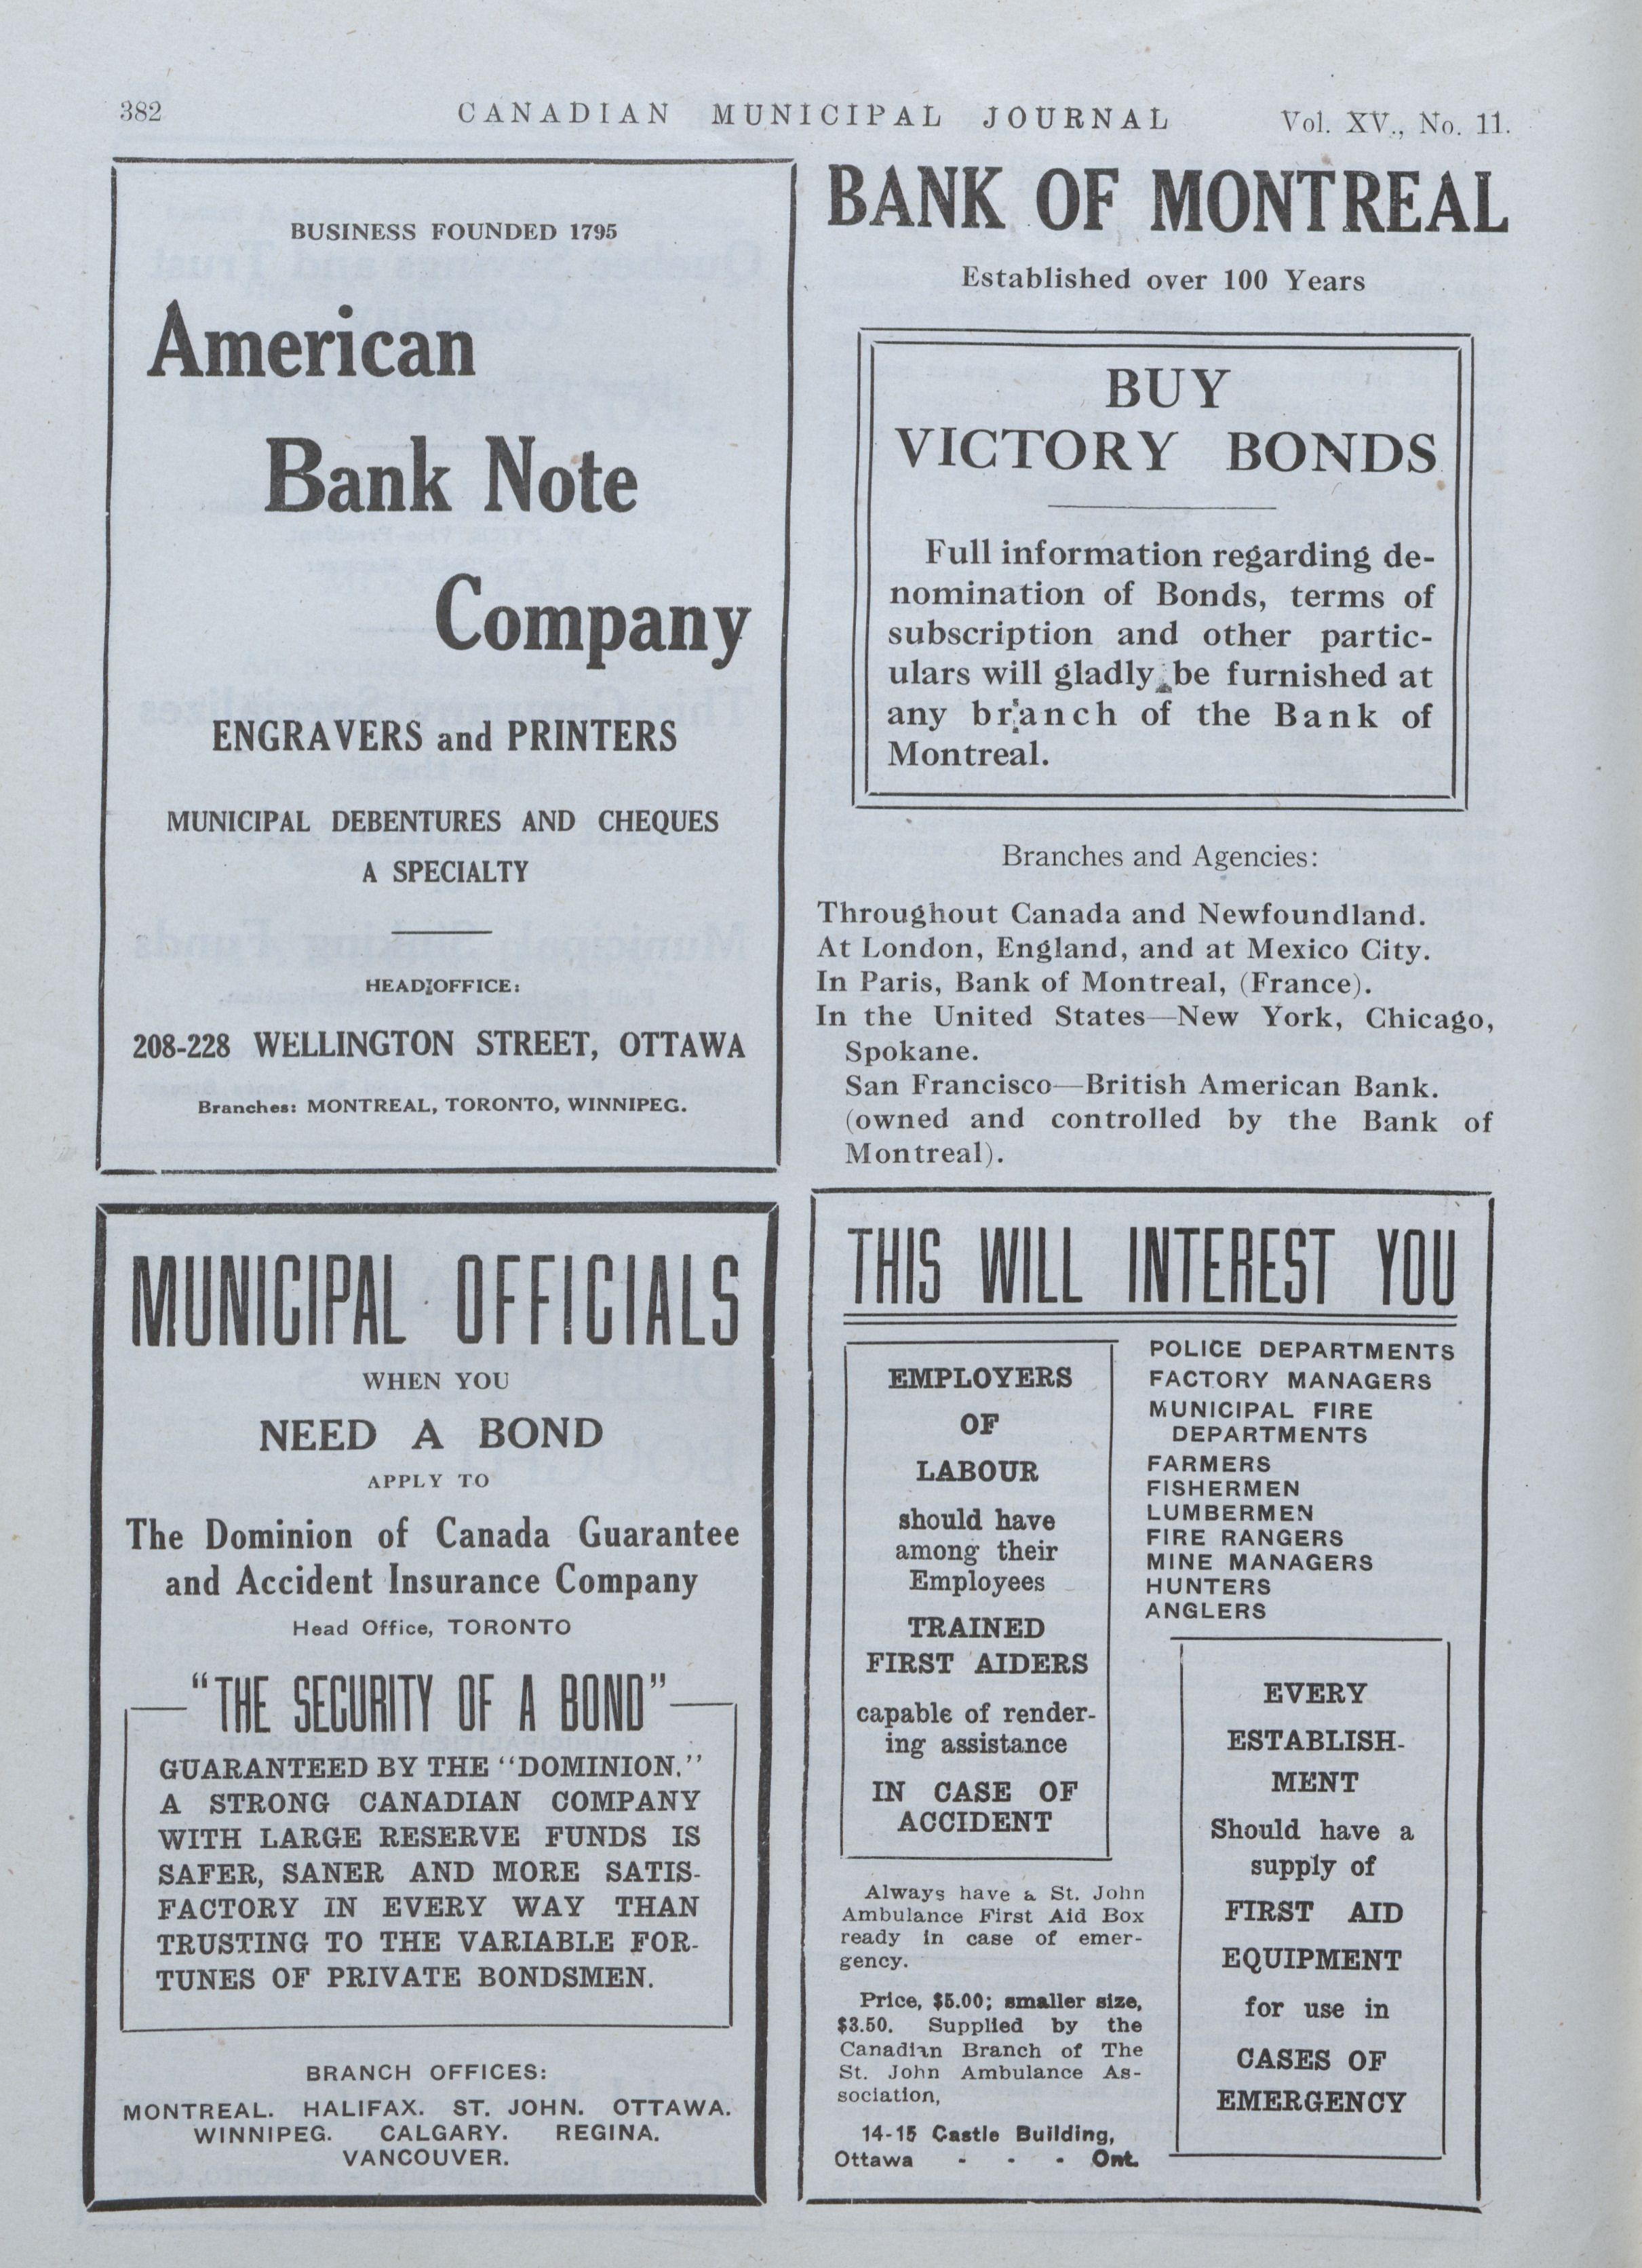 382
CANADIAN MUNICIPAL JOURNAL
Vol. XV., No. 11.
BUSINESS FOUNDED 1795
American
Bank Note
Company
ENGRAVERS and PRINTERS
MUNICIPAL DEBENTURES AND CHEQUES
A SPECIALTY
HEAD OFFICE:
208-228 WELLINGTON STREET, OTTAWA
Branches: MONTREAL, TORONTO, WINNIPEG.
BANK OF MONTREAL
Established over 100 Years
BUY
VICTORY BONDS
Full information regarding de-
nomination of Bonds, terms of
subscription and other partic-
ulars will gladly be furnished at
any branch of the Bank of
Montreal.
Branches and Agencies:
Throughout Canada and Newfoundland.
At London, England, and at Mexico City.
In Paris, Bank of Montreal, (France).
In the United States—New York, Chicago,
Spokane.
San Francisco—British American Bank.
(owned and controlled by the Bank of
Montreal).
MUNICIPAL OFFICIALS
WHEN YOU
NEED A BOND
APPLY TO
The Dominion of Canada Guarantee
and Accident Insurance Company
Head Office, TORONTO
"THE SECURITY OF A BOND"
GUARANTEED BY THE "DOMINION."
A STRONG CANADIAN COMPANY
WITH LARGE RESERVE FUNDS IS
SAFER, SANER AND MORE SATIS-
FACTORY IN EVERY WAY THAN
TRUSTING TO THE VARIABLE FOR-
TUNES OF PRIVATE BONDSMEN.
BRANCH OFFICES:
MONTREAL. HALIFAX. ST. JOHN. OTTAWA.
WINNIPEG. CALGARY. REGINA.
VANCOUVER.
THIS WILL INTEREST YOU
EMPLOYERS
OF
LABOUR
should have
among their
Employees
TRAINED
FIRST AIDERS
capable of render-
ing assistance
IN CASE OF
ACCIDENT
Always have a St. John
Ambulance First Aid Box
ready in case of emer-
gency.
Price, $5.00; smaller size,
$3.50. Supplied by the
Canadian Branch of The
St. John Ambulance As-
sociation,
14-15 Castle Building,
Ottawa - - - Ont.
POLICE DEPARTMENTS
FACTORY MANAGERS
MUNICIPAL FIRE
DEPARTMENTS
FARMERS
FISHERMEN
LUMBERMEN
FIRE RANGERS
MINE MANAGERS
HUNTERS
ANGLERS
EVERY
ESTABLISH-
MENT
Should have a
supply of
FIRST AID
EQUIPMENT
for use in
CASES OF
EMERGENCY